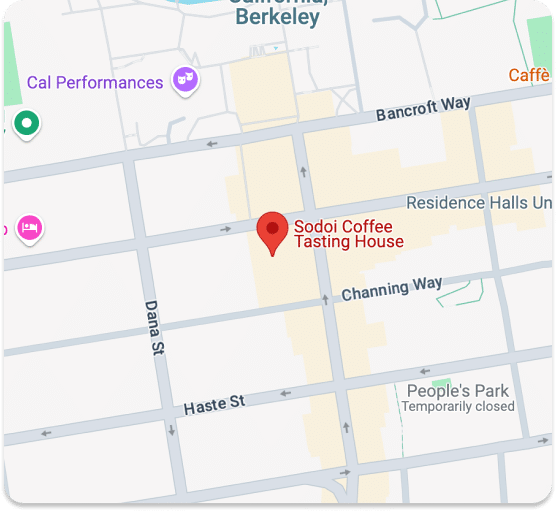 California,
Berkeley
Cal Performances
Caffè
Bancroft Way
Residence Halls Un
Sodoi Coffee
Tasting House
Channing Way
Dana St
Haste St
People's Park
Temporarily closed